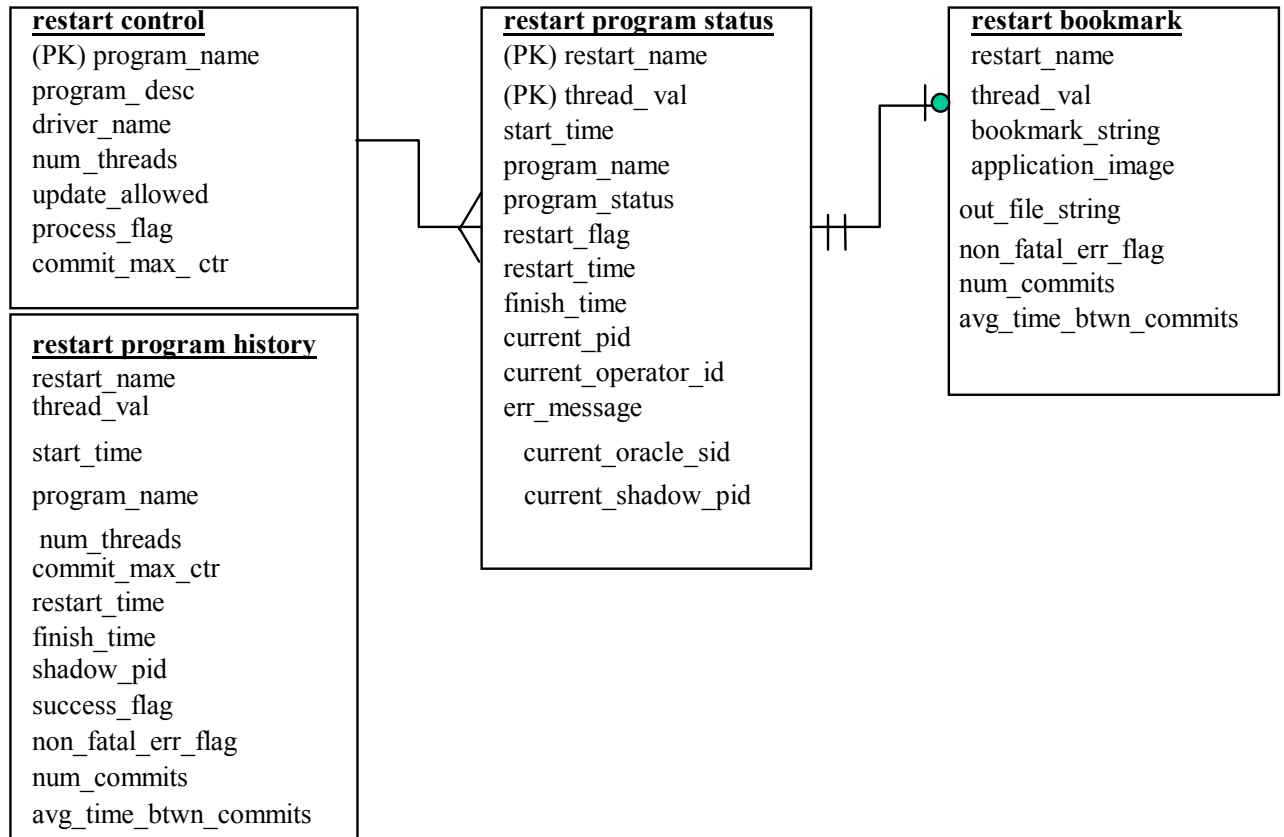 restart control
(PK) program_name
program_ desc
driver_name
num_threads
update_allowed
process_flag
commit_max_ ctr
restart program history
restart_name
thread_val
start_time
program_name
num_threads
commit_max_ctr
restart_time
finish_time
shadow_pid
success_flag
non_fatal_err_flag
num_commits
avg_time_btwn_commits
restart program status
(PK) restart_name
(PK) thread_ val
start_time
program_name
program_status
restart_flag
restart_time
finish_time
current_pid
current_operator_id
err_message
current_oracle_sid
current_shadow_pid
restart bookmark
restart_name
thread_val
bookmark_string
application_image
out_file_string
non_fatal_err_flag
num_commits
avg_time_btwn_commits